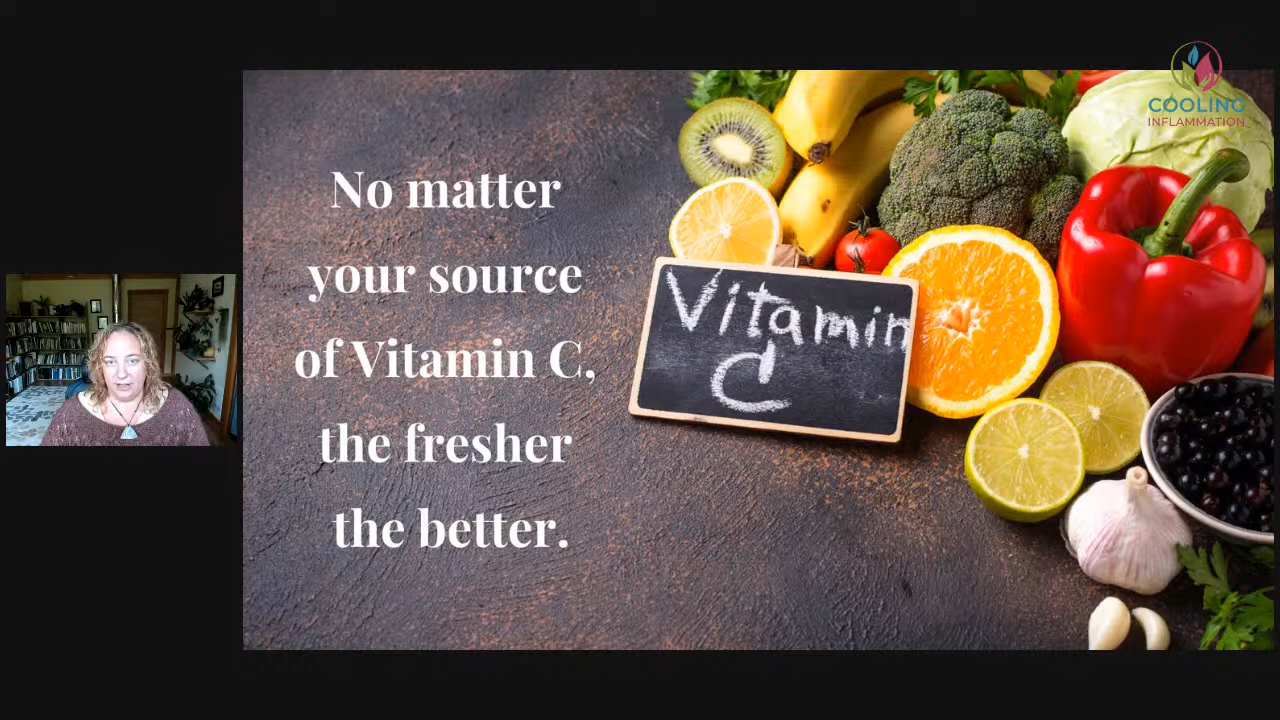 No matter
your source
of Vitamin C,
the fresher
the better.
Vitamin
C
COOLING
INFLAMMATION